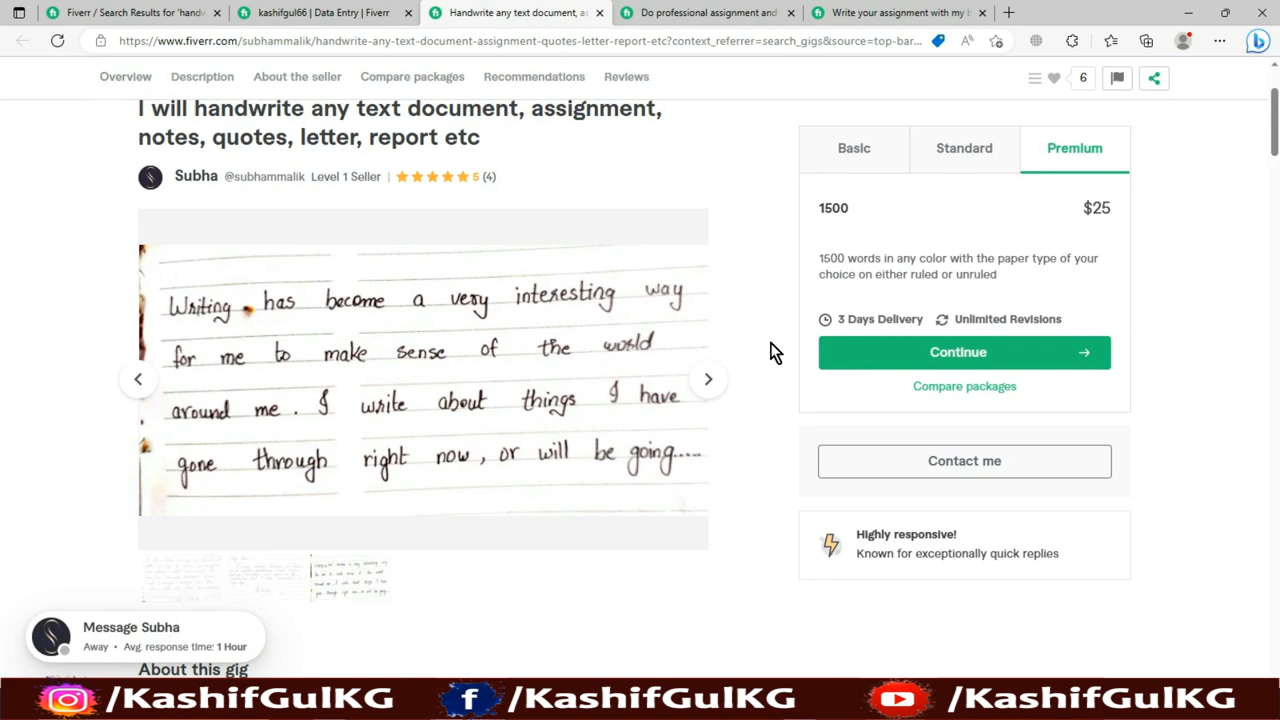 Fiverr / Search Results for 'handw
kashifgul66 | Data Entry | Fiverr
Handwrite any text document, as
Do professional assignment and
Write your assignment with my b
https://www.fiverr.com/subhammalik/handwrite-any-text-document-assignment-quotes-letter-report-etc?context_referrer=search_gigs&source=top-bar...
Overview Description About the seller Compare packages Recommendations Reviews
6
I will handwrite any text document, assignment,
notes, quotes, letter, report etc
Subha @subhammalik Level 1 Seller | 5 (4)
Writing has become a very interesting way
for me to make sense of the world
around me. I write about things I have
gone through right now, or will be going.....
Message Subha
Away • Avg. response time: 1 Hour
About this gig
Basic Standard Premium
1500 $25
1500 words in any color with the paper type of your
choice on either ruled or unruled
3 Days Delivery Unlimited Revisions
Continue →
Compare packages
Contact me
Highly responsive!
Known for exceptionally quick replies
/KashifGulKG /KashifGulKG /KashifGulKG